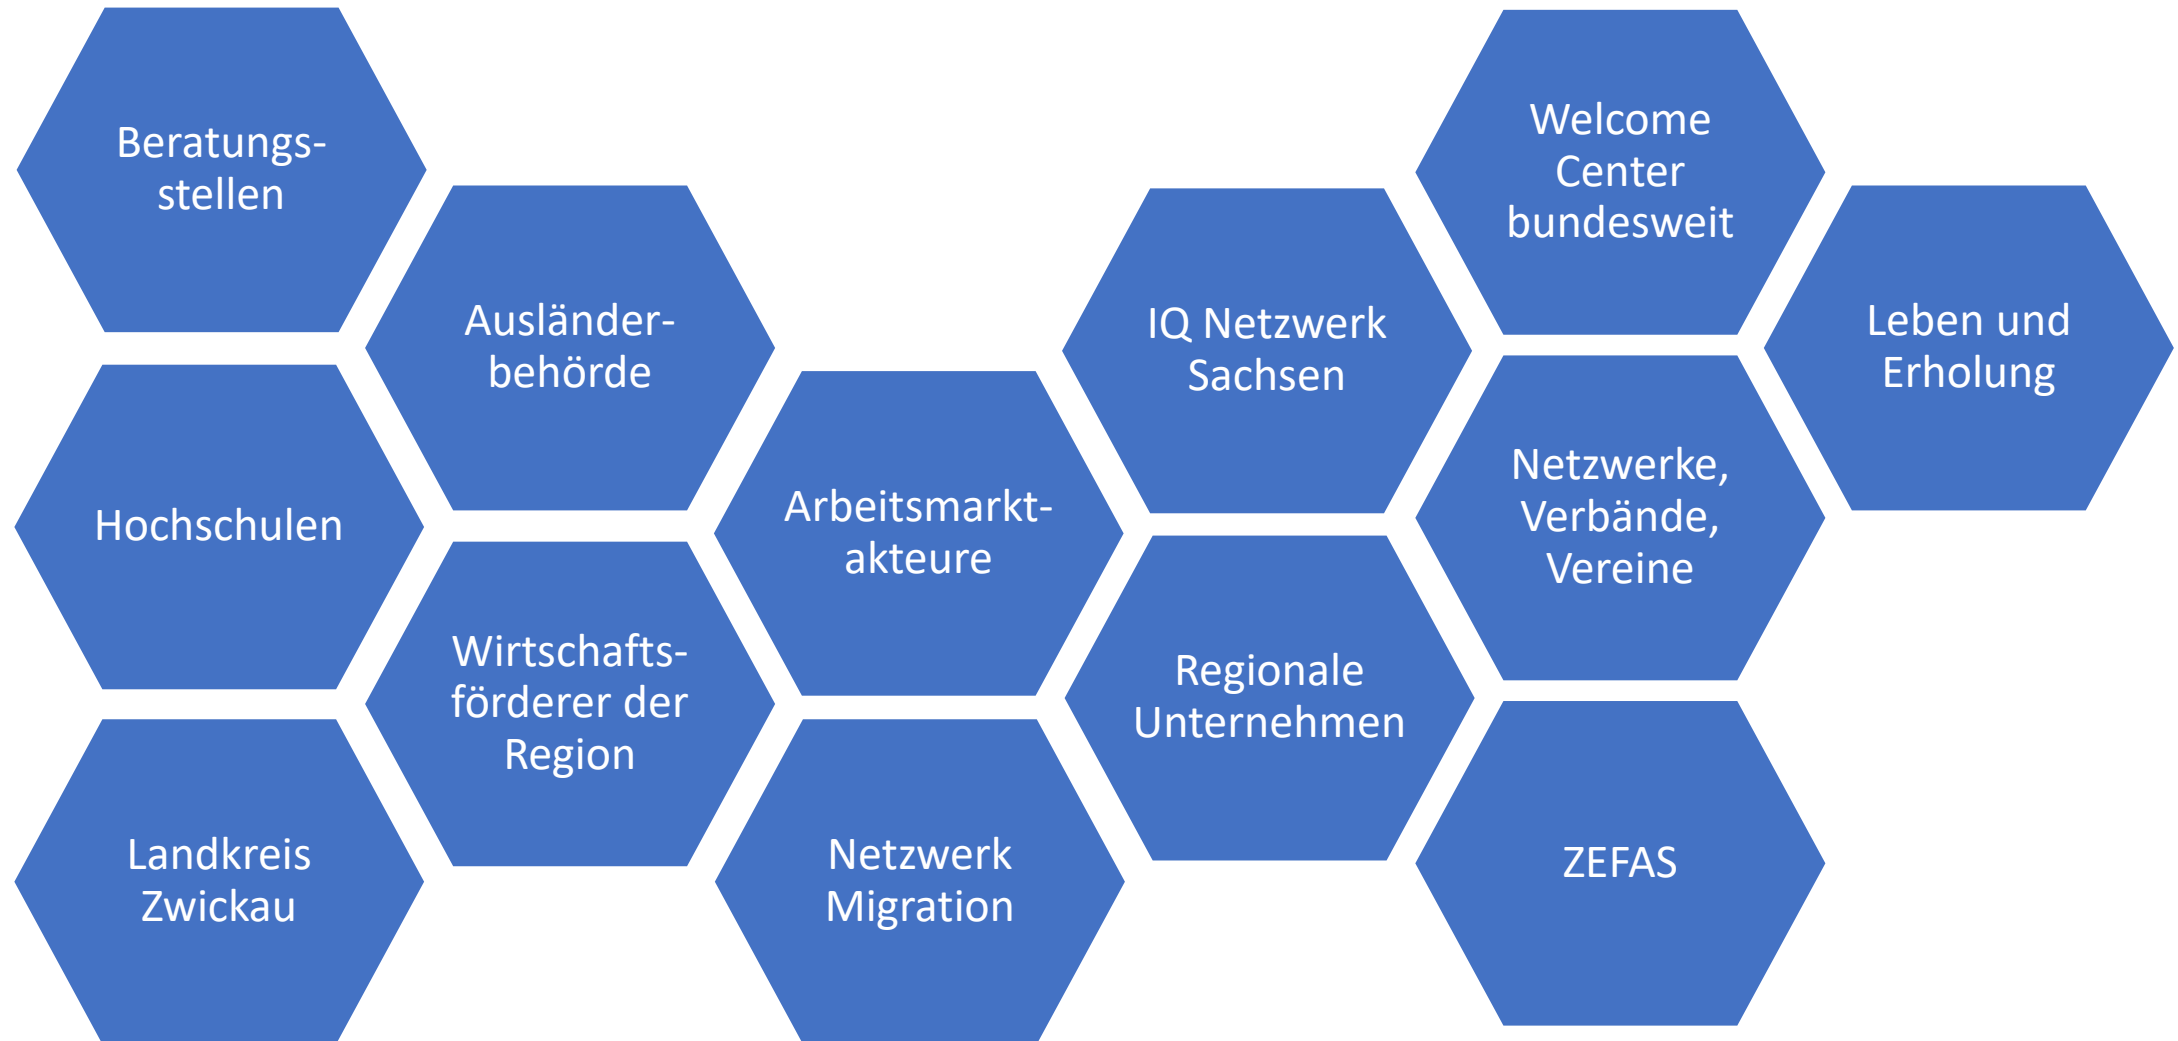 Beratungs-
stellen
Hochschulen
Landkreis
Zwickau
Ausländer-
behörde
Wirtschafts-
förderer der
Region
Arbeitsmarkt-
akteure
Netzwerk
Migration
IQ Netzwerk
Sachsen
Regionale
Unternehmen
Welcome
Center
bundesweit
Netzwerke,
Verbände,
Vereine
ZEFAS
Leben und
Erholung